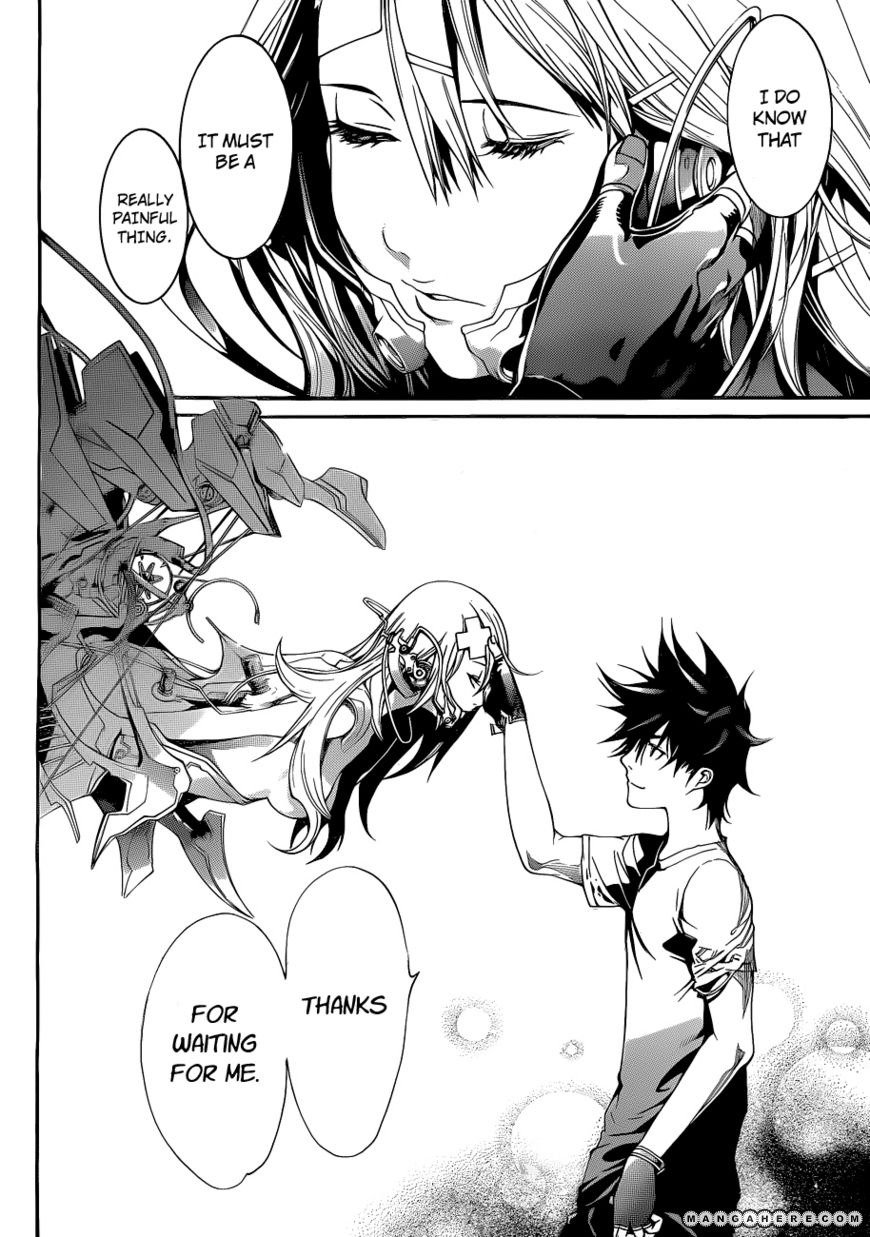 I DO
KNOW
THAT
IT MUST
BE A
REALLY
PAINFUL
THING.
THANKS
FOR
WAITING
FOR ME.
MANGAHERE.COM